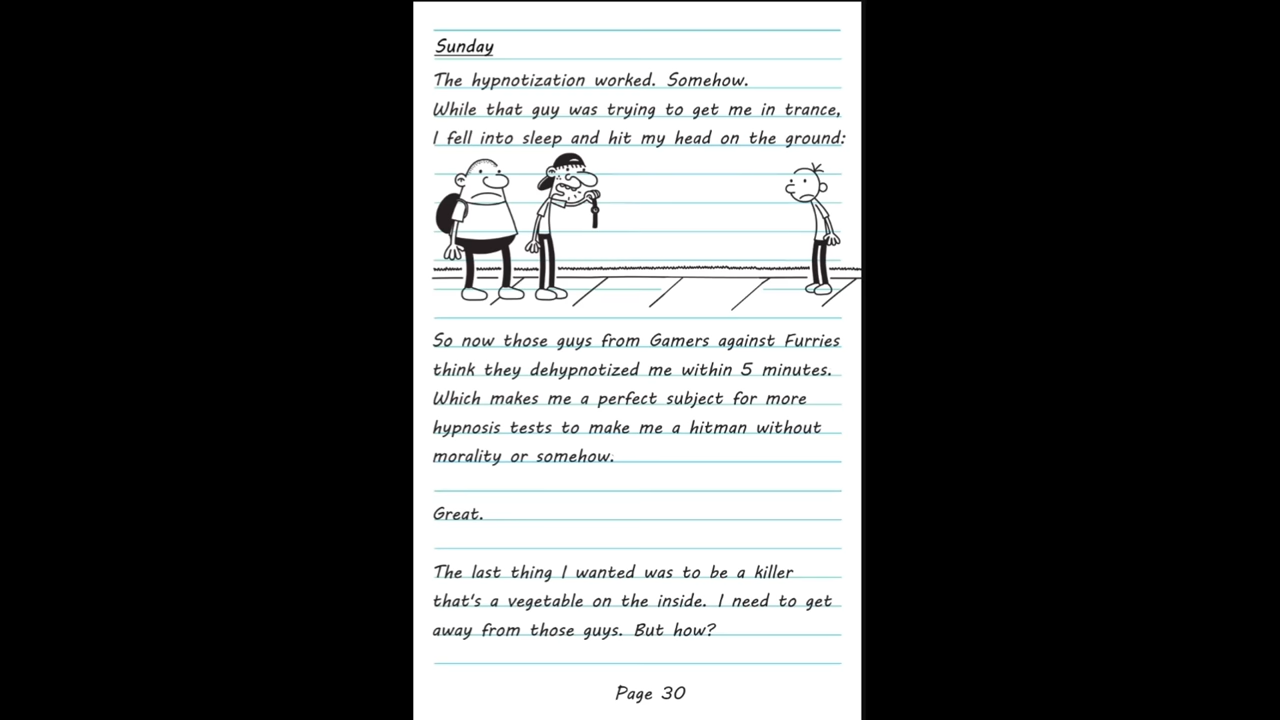 Sunday
The hypnotization worked. Somehow.
While that guy was trying to get me in trance,
I fell into sleep and hit my head on the ground:
So now those guys from Gamers against Furries
think they dehypnotized me within 5 minutes.
Which makes me a perfect subject for more
hypnosis tests to make me a hitman without
morality or somehow.
Great.
The last thing I wanted was to be a killer
that's a vegetable on the inside. I need to get
away from those guys. But how?
Page 30